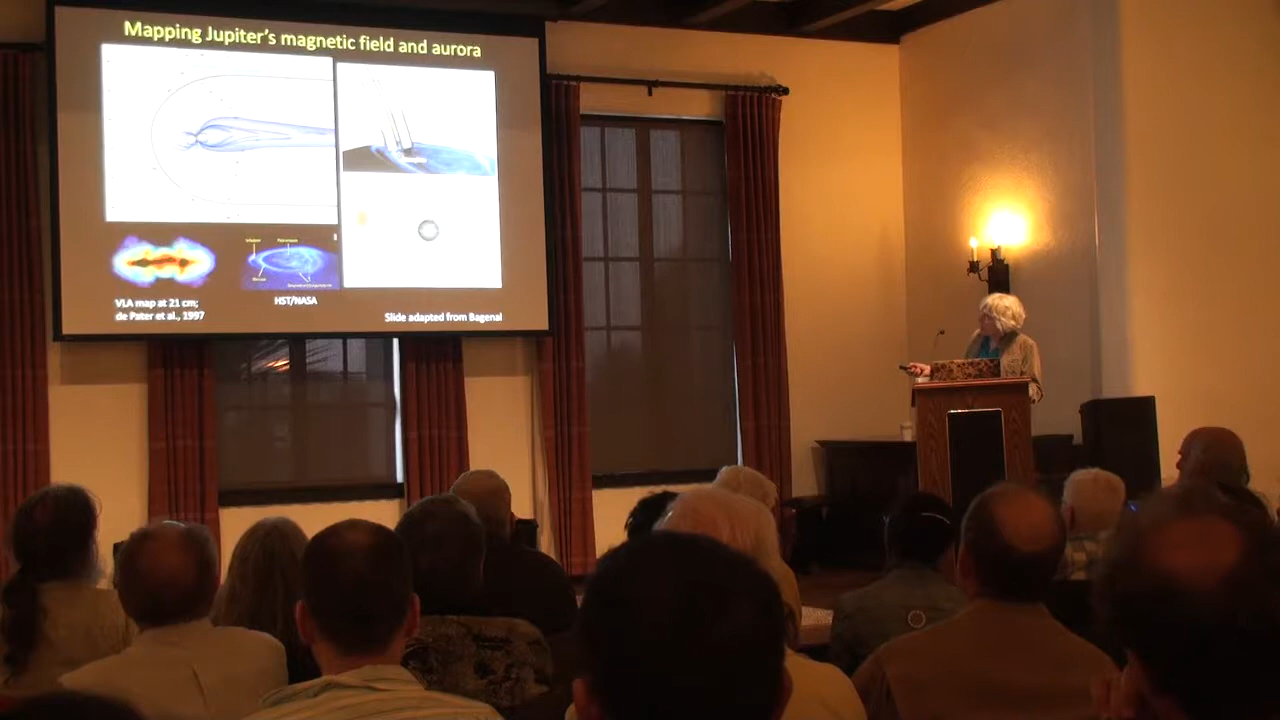 Mapping Jupiter's magnetic field and aurora
VLA map at 21 cm;
de Pater et al., 1997
HST/NASA
Slide adapted from Bagenal